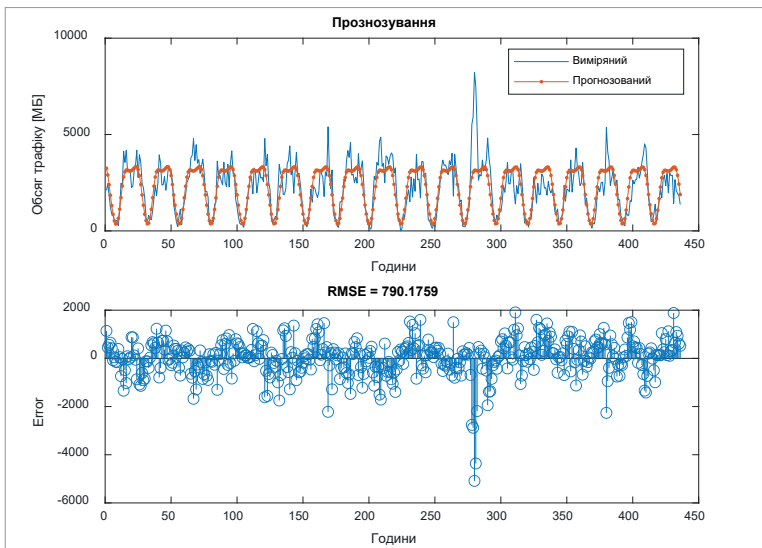 Прознозування
10000
5000
0
Обсяг трафіку [МБ]
Виміряний
Прогнозований
0 50 100 150 200 250 300 350 400 450
Години
RMSE = 790.1759
2000
0
-2000
-4000
-6000
Error
0 50 100 150 200 250 300 350 400 450
Години